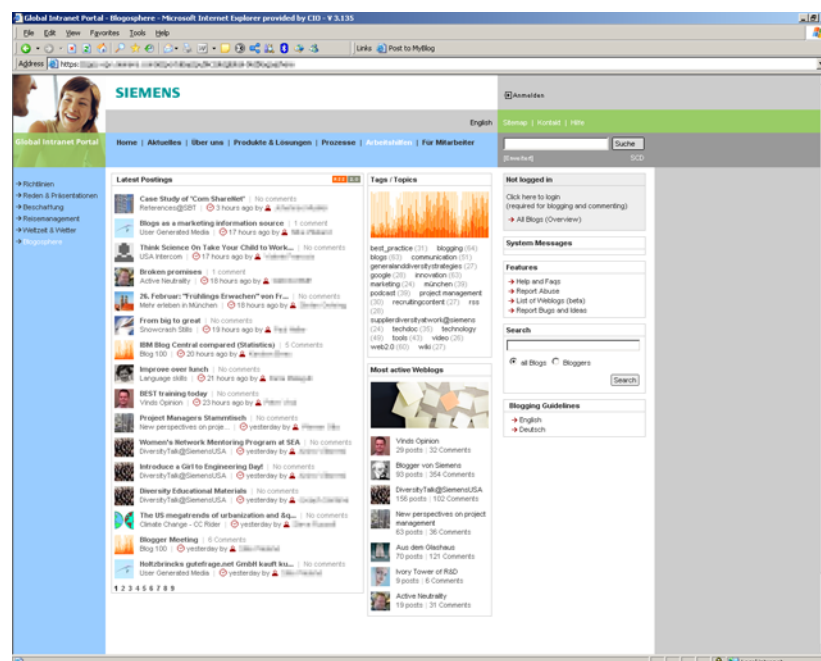 Global Intranet Portal - Blogosphere - Microsoft Internet Explorer provided by CIO - V 3.135
File Edit View Favorites Tools Help
Links Post to MyBlog
Address https:
SIEMENS
Anmelden
English
Sitemap | Kontakt | Hilfe
Global Intranet Portal
Home | Aktuelles | Über uns | Produkte & Lösungen | Prozesse | Arbeitshilfen | Für Mitarbeiter
Suche
[Erweitert] SCD
Richtlinien
Reden & Präsentationen
Beschaffung
Reisemanagement
Weltzeit & Wetter
Blogosphere
Latest Postings
Case Study of 'Com ShareNet' | No comments
References@SBT | 3 hours ago by
Blogs as a marketing information source | 1 comment
User Generated Media | 17 hours ago by
Think Science On Take Your Child to Work... | No comments
USA Intercom | 17 hours ago by
Broken promises | 1 comment
Active Neutrality | 18 hours ago by
26. Februar: "Frühlings Erwachen" von Fr... | No comments
Mehr erleben in München | 18 hours ago by
From big to great | No comments
Snowcrash Stills | 19 hours ago by
IBM Blog Central compared (Statistics) | 5 Comments
Blog 100 | 20 hours ago by
Improve over lunch | No comments
Language skills | 21 hours ago by
BEST training today | No comments
Vinds Opinion | 23 hours ago by
Project Managers Stammtisch | No comments
New perspectives on proje... | yesterday by
Women's Network Mentoring Program at SEA | No comments
DiversityTalk@SiemensUSA | yesterday by
Introduce a Girl to Engineering Day! | No comments
DiversityTalk@SiemensUSA | yesterday by
Diversity Educational Materials | No comments
DiversityTalk@SiemensUSA | yesterday by
The US megatrends of urbanization and &q... | No comments
Climate Change - CC Rider | yesterday by
Blogger Meeting | 6 Comments
Blog 100 | yesterday by
Holtzbrincks gutefrage.net GmbH kauft ku... | No comments
User Generated Media | yesterday by
1 2 3 4 5 6 7 8 9
Tags / Topics
best_practice (31) blogging (64)
blogs (63) communication (51)
generalanddiversitystrategies (27)
google (28) innovation (63)
marketing (24) münchen (39)
podcast (39) project management
(30) recruitingcontent (27) rss
(28)
supplierdiversityatwork@siemens
(24) techdoc (35) technology
(49) tools (43) video (26)
web2.0 (60) wiki (27)
Most active Weblogs
Vinds Opinion
29 posts | 32 Comments
Blogger von Siemens
93 posts | 354 Comments
DiversityTalk@SiemensUSA
156 posts | 102 Comments
New perspectives on project
management
63 posts | 36 Comments
Aus dem Glashaus
70 posts | 121 Comments
Ivory Tower of R&D
9 posts | 6 Comments
Active Neutrality
19 posts | 31 Comments
Not logged in
Click here to login
(required for blogging and commenting)
All Blogs (Overview)
System Messages
Features
Help and Faqs
Report Abuse
List of Weblogs (beta)
Report Bugs and Ideas
Search
all Blogs Bloggers
Search
Blogging Guidelines
English
Deutsch